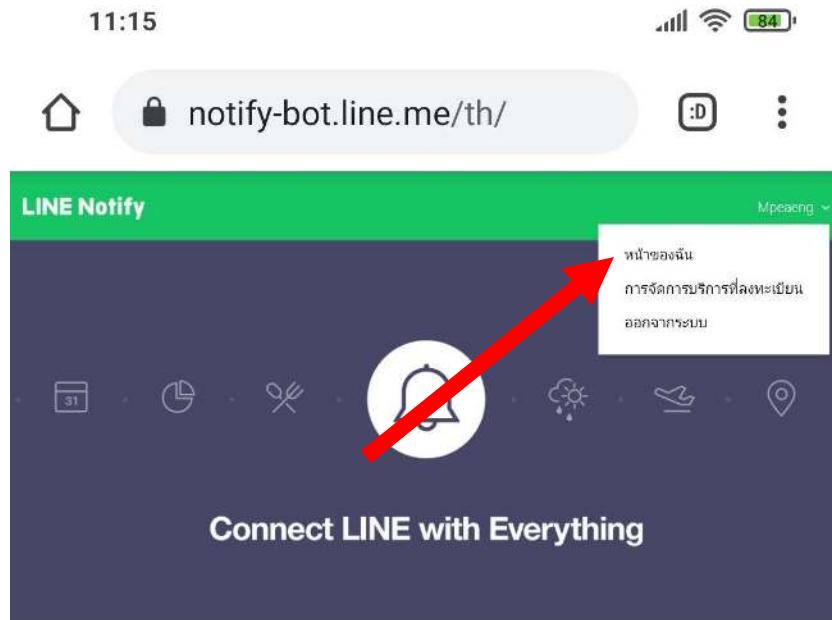 11:15
84
notify-bot.line.me/th/
:D
LINE Notify
Mpeaeng
หน้าของฉัน
การจัดการบริการที่ลงทะเบียน
ออกจากระบบ
31
Connect LINE with Everything